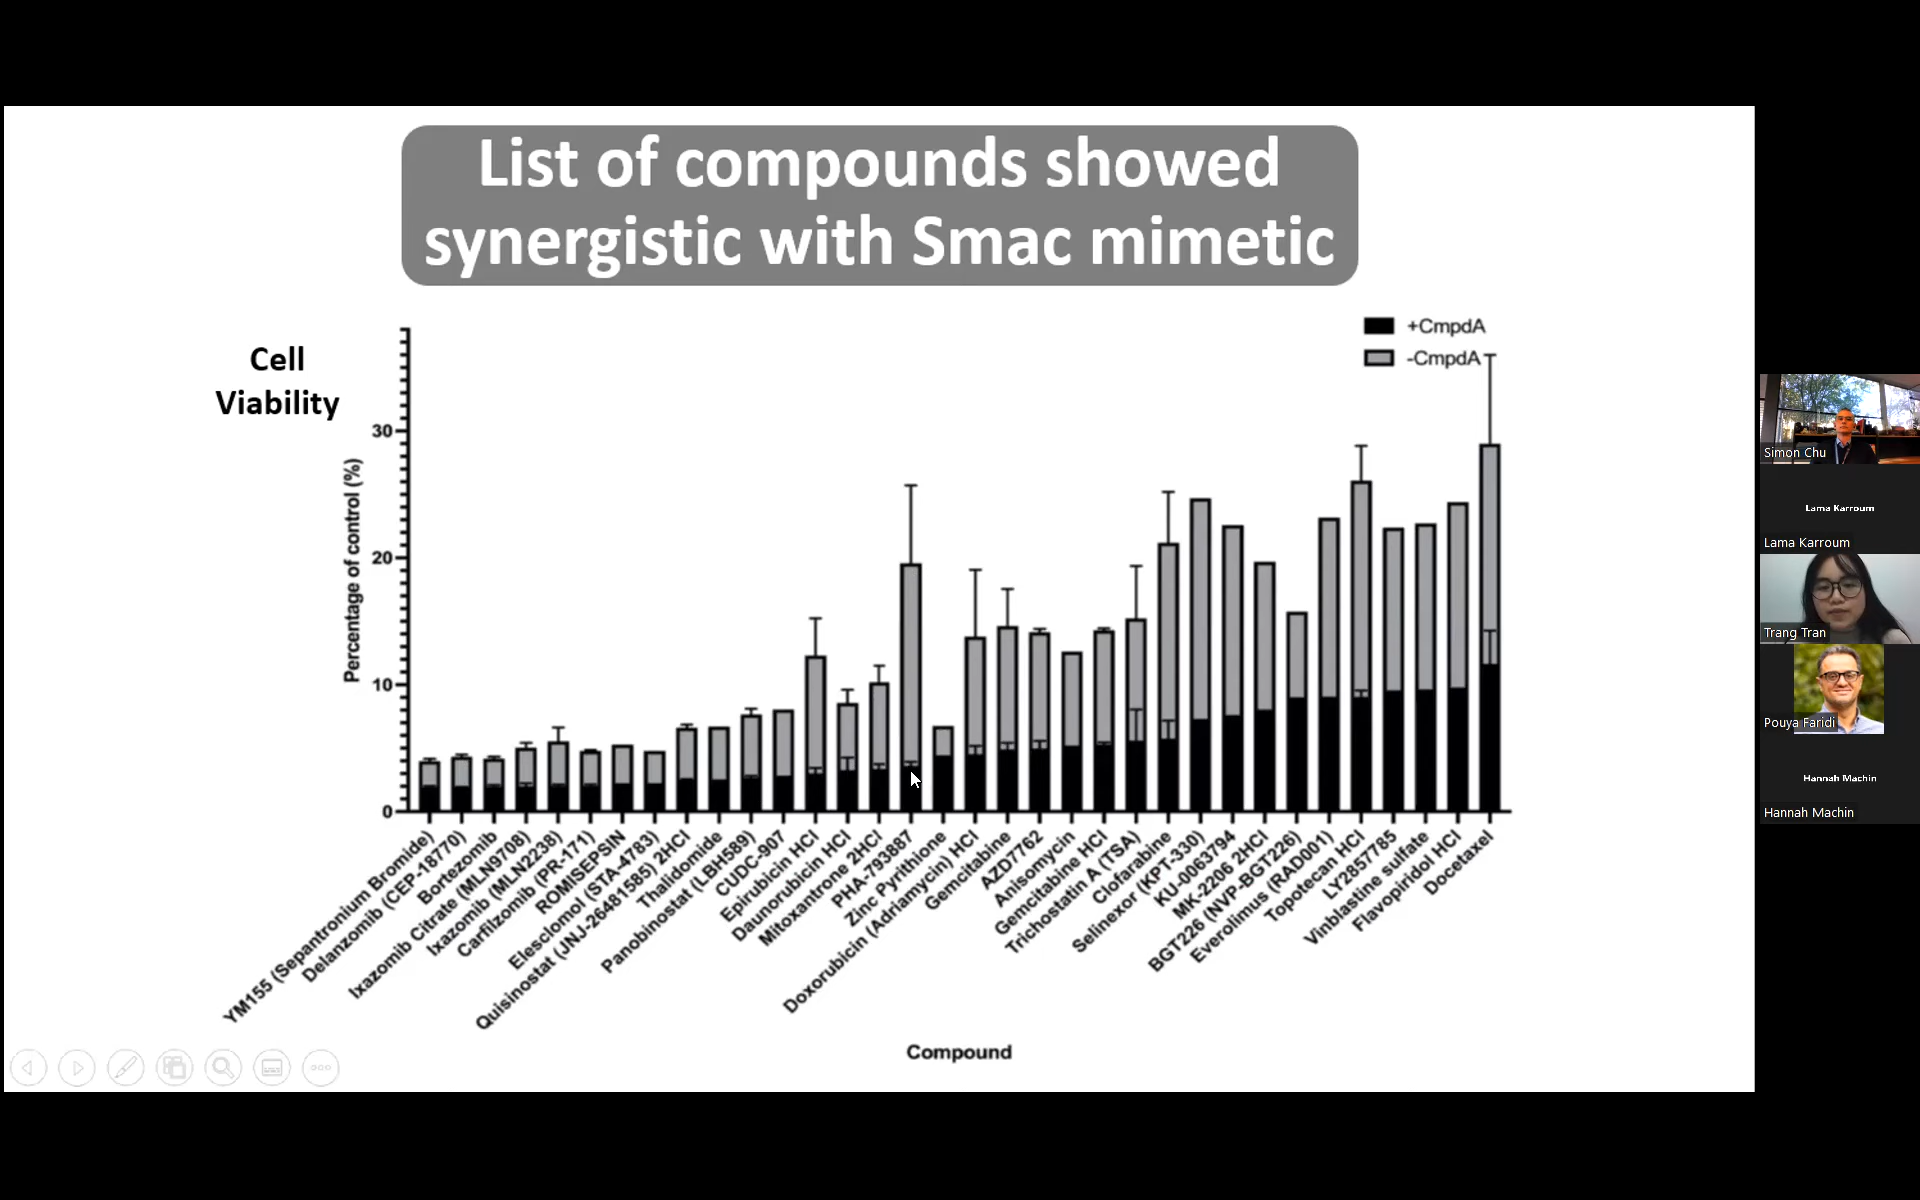 List of compounds showed
synergistic with Smac mimetic
Cell
Viability
+CmpdA
-CmpdA
Percentage of control (%)
30
20
10
0
YM155 (Sepantronium Bromide)
Delanzomib (CEP-18770)
Bortezomib
Ixazomib Citrate (MLN9708)
Ixazomib (MLN2238)
Carfilzomib (PR-171)
ROMISEPSIN
Elesclomol (STA-4783)
Quisinostat (JNJ-26481585) 2HCl
Thalidomide
Panobinostat (LBH589)
CUDC-907
Epirubicin HCl
Daunorubicin HCl
Mitoxantrone 2HCl
PHA-793887
Zinc Pyrithione
Doxorubicin (Adriamycin) HCl
Gemcitabine
AZD7762
Anisomycin
Gemcitabine HCl
Trichostatin A (TSA)
Clofarabine
Selinexor (KPT-330)
KU-0063794
MK-2206 2HCl
BGT226 (NVP-BGT226)
Everolimus (RAD001)
Topotecan HCl
LY2857785
Vinblastine sulfate
Flavopiridol HCl
Docetaxel
Compound
Simon Chu
Lama Karroum
Lama Karroum
Trang Tran
Pouya Faridi
Hannah Machin
Hannah Machin